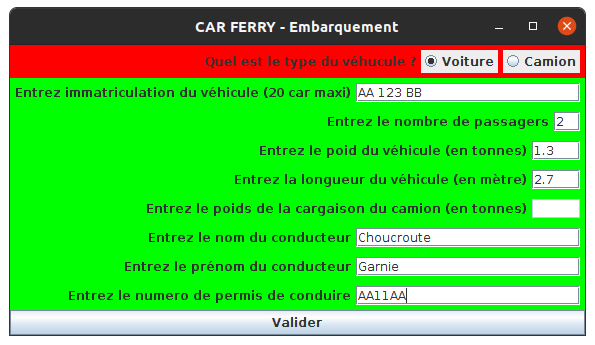 CAR FERRY - Embarquement
Quel est le type du véhucule ? Voiture Camion
Entrez immatriculation du véhicule (20 car maxi) AA 123 BB
Entrez le nombre de passagers 2
Entrez le poid du véhicule (en tonnes) 1.3
Entrez la longueur du véhicule (en mètre) 2.7
Entrez le poids de la cargaison du camion (en tonnes)
Entrez le nom du conducteur Choucroute
Entrez le prénom du conducteur Garnie
Entrez le numero de permis de conduire AA11AA
Valider